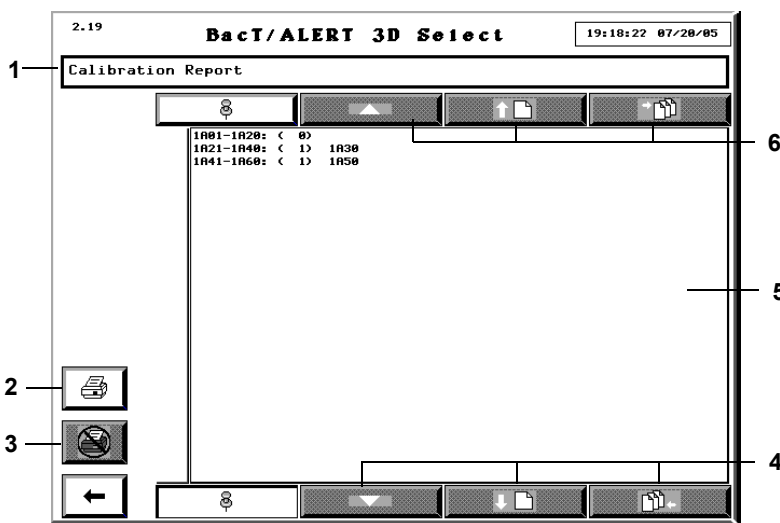 2.19
BacT/ALERT 3D Select
19:18:22 07/20/05
1
Calibration Report
6
1A01-1A20: ( 0)
1A21-1A40: ( 1) 1A30
1A41-1A60: ( 1) 1A50
5
2
3
4